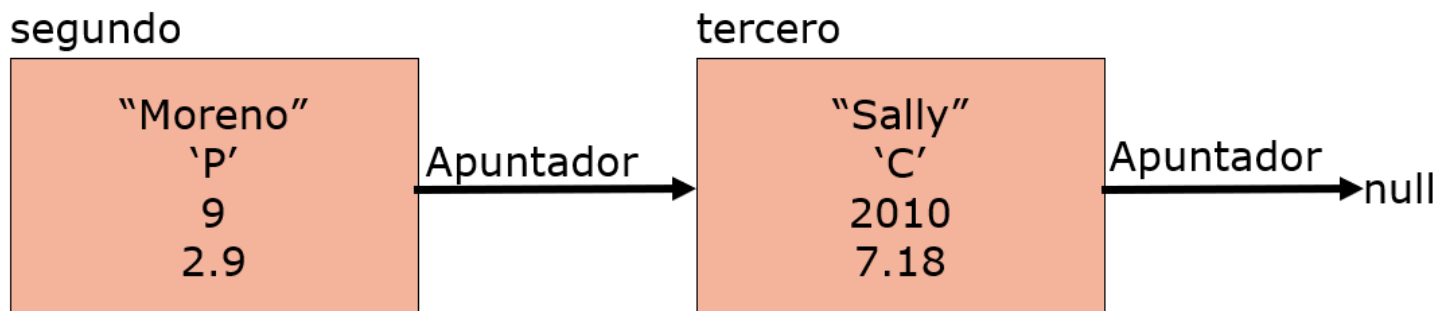 segundo
“Moreno”
‘P’
9
2.9
Apuntador
tercero
“Sally”
‘C’
2010
7.18
Apuntador
null